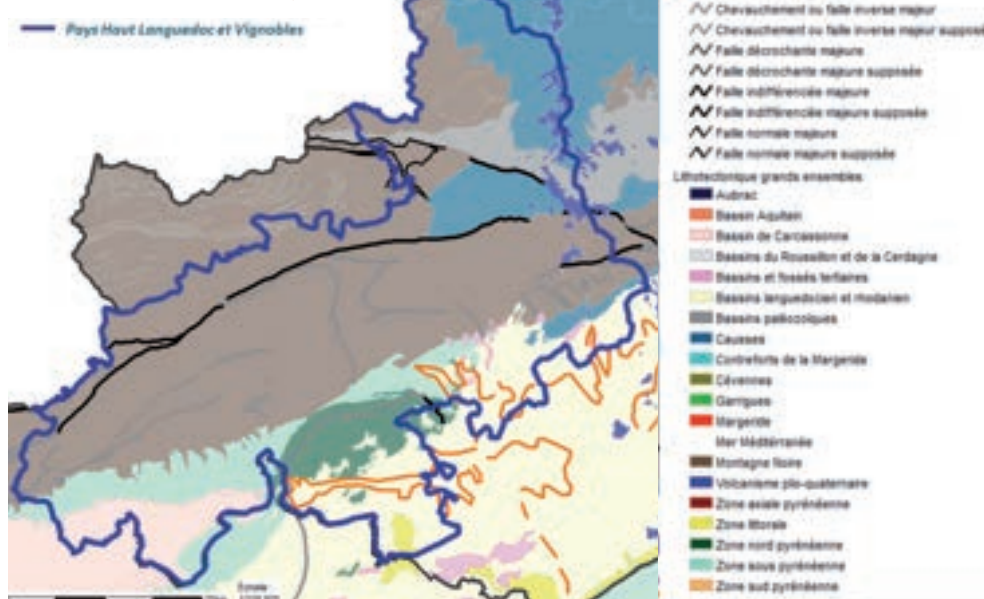 Pays Haut Languedoc et Vignobles
Chevauchement ou faille inverse majeur
Chevauchement ou faille inverse majeur supposé
Faille décrochante majeure
Faille décrochante majeure supposée
Faille indifférenciée majeure
Faille indifférenciée majeure supposée
Faille normale majeure
Faille normale majeure supposée
Lithotectonique grands ensembles
Aubrac
Bassin Aquitain
Bassin de Carcassonne
Bassins du Roussillon et de la Cerdagne
Bassins et fossés tertiaires
Bassins languedocien et rhodanien
Bassins paléozoïques
Causses
Contreforts de la Margeride
Cévennes
Garrigues
Margeride
Mer Méditerranée
Montagne Noire
Volcanisme plio-quaternaire
Zone axiale pyrénéenne
Zone littorale
Zone nord pyrénéenne
Zone sous pyrénéenne
Zone sud pyrénéenne